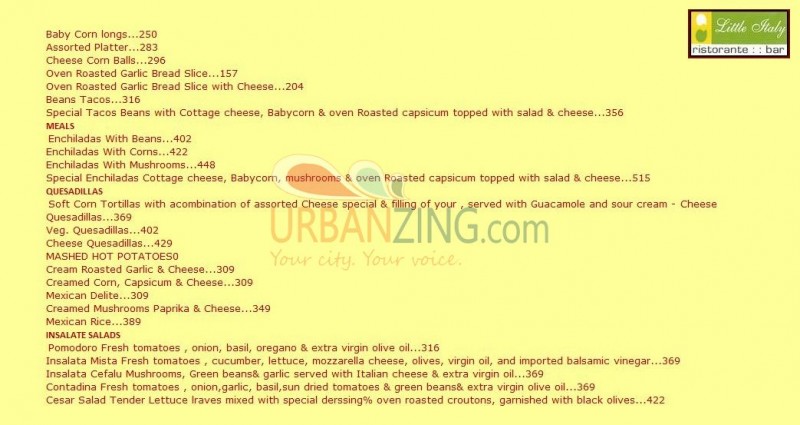 Little Italy
ristorante :: bar
Baby Corn longs...250
Assorted Platter...283
Cheese Corn Balls...296
Oven Roasted Garlic Bread Slice...157
Oven Roasted Garlic Bread Slice with Cheese...204
Beans Tacos...316
Special Tacos Beans with Cottage cheese, Babycorn & oven Roasted capsicum topped with salad & cheese...356
MEALS
Enchiladas With Beans...402
Enchiladas With Corns...422
Enchiladas With Mushrooms...448
Special Enchiladas Cottage cheese, Babycorn, mushrooms & oven Roasted capsicum topped with salad & cheese...515
QUESADILLAS
Soft Corn Tortillas with acombination of assorted Cheese special & filling of your , served with Guacamole and sour cream - Cheese
Quesadillas...369
Veg. Quesadillas...402
Cheese Quesadillas...429
MASHED HOT POTATOES0
Cream Roasted Garlic & Cheese...309
Creamed Corn, Capsicum & Cheese...309
Mexican Delite...309
Creamed Mushrooms Paprika & Cheese...349
Mexican Rice...389
INSALATE SALADS
Pomodoro Fresh tomatoes , onion, basil, oregano & extra virgin olive oil...316
Insalata Mista Fresh tomatoes , cucumber, lettuce, mozzarella cheese, olives, virgin oil, and imported balsamic vinegar...369
Insalata Cefalu Mushrooms, Green beans& garlic served with Italian cheese & extra virgin oil...369
Contadina Fresh tomatoes , onion,garlic, basil,sun dried tomatoes & green beans& extra virgin olive oil...369
Cesar Salad Tender Lettuce lraves mixed with special derssing% oven roasted croutons, garnished with black olives...422
URBANZING.com
Your city. Your voice.